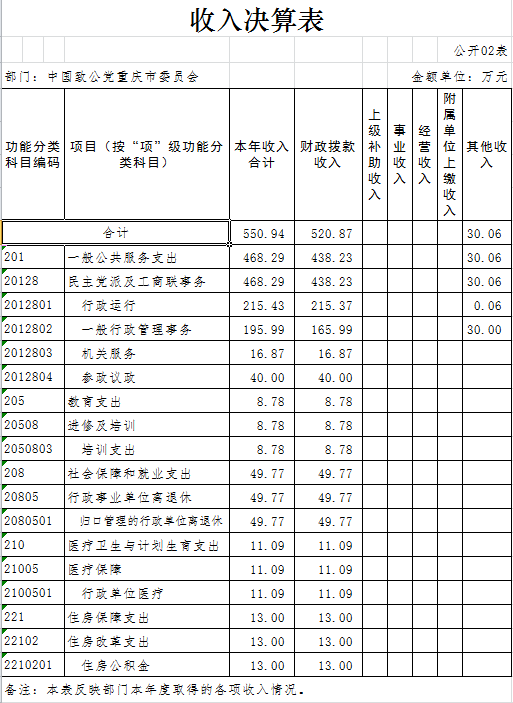 收入决算表
公开02表
部门：中国致公党重庆市委员会 金额单位：万元
功能分类科目编码 项目（按“项”级功能分类科目） 本年收入合计 财政拨款收入 上级补助收入 事业收入 经营收入 附属单位上缴收入 其他收入
合计 550.94 520.87 30.06
201 一般公共服务支出 468.29 438.23 30.06
20128 民主党派及工商联事务 468.29 438.23 30.06
2012801 行政运行 215.43 215.37 0.06
2012802 一般行政管理事务 195.99 165.99 30.00
2012803 机关服务 16.87 16.87
2012804 参政议政 40.00 40.00
205 教育支出 8.78 8.78
20508 进修及培训 8.78 8.78
2050803 培训支出 8.78 8.78
208 社会保障和就业支出 49.77 49.77
20805 行政事业单位离退休 49.77 49.77
2080501 归口管理的行政单位离退休 49.77 49.77
210 医疗卫生与计划生育支出 11.09 11.09
21005 医疗保障 11.09 11.09
2100501 行政单位医疗 11.09 11.09
221 住房保障支出 13.00 13.00
22102 住房改革支出 13.00 13.00
2210201 住房公积金 13.00 13.00
备注：本表反映部门本年度取得的各项收入情况。